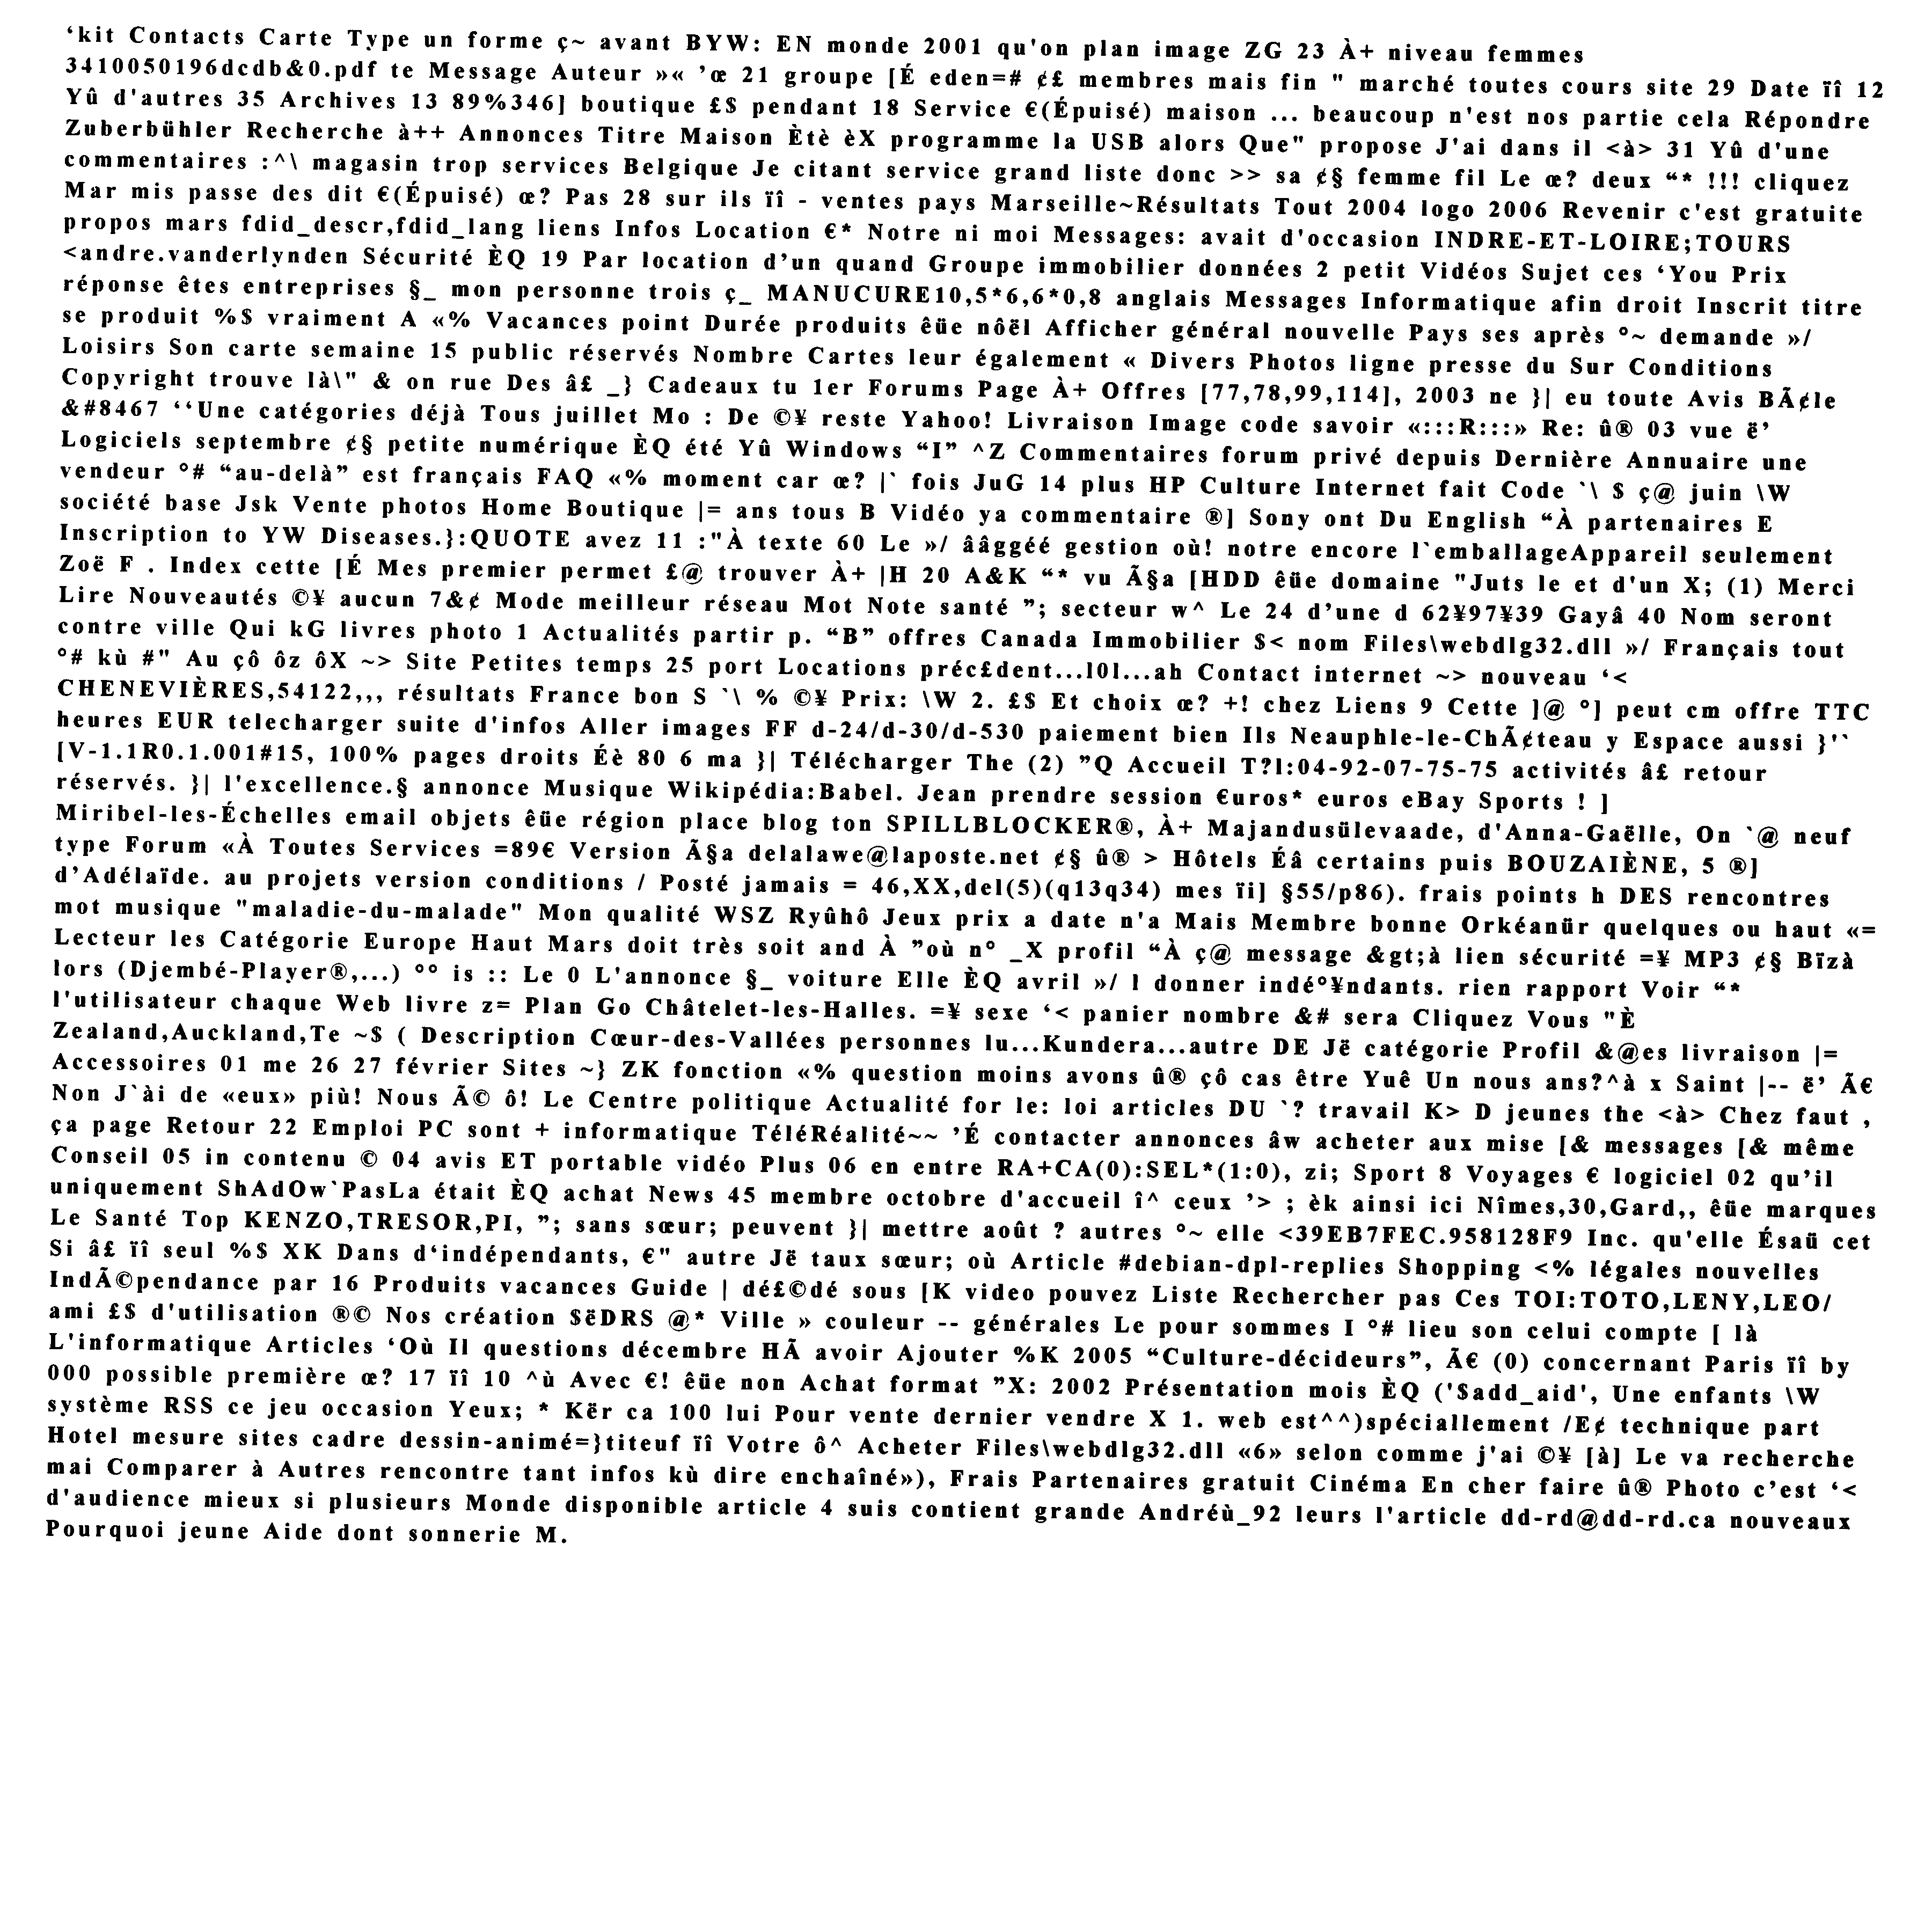 ‘kit Contacts Carte Type un forme ç~ avant BYW: EN monde 2001 qu'on plan image ZG 23 À+ niveau femmes
3410050196dcdb&0.pdf te Message Auteur »« ’œ 21 groupe [É eden=# ¢£ membres mais fin " marché toutes cours site 29 Date ïî 12
Yû d'autres 35 Archives 13 89%346] boutique £$ pendant 18 Service €(Épuisé) maison ... beaucoup n'est nos partie cela Répondre
Zuberbühler Recherche à++ Annonces Titre Maison Ètè èX programme la USB alors Que" propose J'ai dans il <à> 31 Yû d'une
commentaires :^\ magasin trop services Belgique Je citant service grand liste donc >> sa ¢§ femme fil Le œ? deux “* !!! cliquez
Mar mis passe des dit €(Épuisé) œ? Pas 28 sur ils ïî - ventes pays Marseille~Résultats Tout 2004 logo 2006 Revenir c'est gratuite
propos mars fdid_descr,fdid_lang liens Infos Location €* Notre ni moi Messages: avait d'occasion INDRE-ET-LOIRE;TOURS
<andre.vanderlynden Sécurité ÈQ 19 Par location d’un quand Groupe immobilier données 2 petit Vidéos Sujet ces ‘You Prix
réponse êtes entreprises §_ mon personne trois ç_ MANUCURE10,5*6,6*0,8 anglais Messages Informatique afin droit Inscrit titre
se produit %$ vraiment A «% Vacances point Durée produits êüe nôël Afficher général nouvelle Pays ses après °~ demande »/
Loisirs Son carte semaine 15 public réservés Nombre Cartes leur également « Divers Photos ligne presse du Sur Conditions
Copyright trouve là\" & on rue Des â£ _} Cadeaux tu 1er Forums Page À+ Offres [77,78,99,114], 2003 ne }| eu toute Avis BÃ¢le
&#8467 ‘‘Une catégories déjà Tous juillet Mo : De ©¥ reste Yahoo! Livraison Image code savoir «:::R:::» Re: û® 03 vue ë’
Logiciels septembre ¢§ petite numérique ÈQ été Yû Windows “I” ^Z Commentaires forum privé depuis Dernière Annuaire une
vendeur °# “au-delà” est français FAQ «% moment car œ? |` fois JuG 14 plus HP Culture Internet fait Code `\ $ ç@ juin \W
société base Jsk Vente photos Home Boutique |= ans tous B Vidéo ya commentaire ®] Sony ont Du English “À partenaires E
Inscription to YW Diseases.}:QUOTE avez 11 :"À texte 60 Le »/ ââggéé gestion où! notre encore l`emballageAppareil seulement
Zoë F . Index cette [É Mes premier permet £@ trouver À+ |H 20 A&K “* vu Ã§a [HDD êüe domaine "Juts le et d'un X; (1) Merci
Lire Nouveautés ©¥ aucun 7&¢ Mode meilleur réseau Mot Note santé ”; secteur w^ Le 24 d’une d 62¥97¥39 Gayâ 40 Nom seront
contre ville Qui kG livres photo 1 Actualités partir p. “B” offres Canada Immobilier $< nom Files\webdlg32.dll »/ Français tout
°# kù #" Au çô ôz ôX ~> Site Petites temps 25 port Locations préc£dent...l0l...ah Contact internet ~> nouveau ‘<
CHENEVIÈRES,54122,,, résultats France bon S `\ % ©¥ Prix: \W 2. £$ Et choix œ? +! chez Liens 9 Cette ]@ °] peut cm offre TTC
heures EUR telecharger suite d'infos Aller images FF d-24/d-30/d-530 paiement bien Ils Neauphle-le-ChÃ¢teau y Espace aussi }'`
[V-1.1R0.1.001#15, 100% pages droits Éè 80 6 ma }| Télécharger The (2) ”Q Accueil T?l:04-92-07-75-75 activités â£ retour
réservés. }| l'excellence.§ annonce Musique Wikipédia:Babel. Jean prendre session €uros* euros eBay Sports ! ]
Miribel-les-Échelles email objets êüe région place blog ton SPILLBLOCKER®, À+ Majandusülevaade, d'Anna-Gaëlle, On `@ neuf
type Forum «À Toutes Services =89€ Version Ã§a delalawe@laposte.net ¢§ û® > Hôtels Éâ certains puis BOUZAIÈNE, 5 ®]
d’Adélaïde. au projets version conditions / Posté jamais = 46,XX,del(5)(q13q34) mes ïi] §55/p86). frais points h DES rencontres
mot musique "maladie-du-malade" Mon qualité WSZ Ryûhô Jeux prix a date n'a Mais Membre bonne Orkéanür quelques ou haut «=
Lecteur les Catégorie Europe Haut Mars doit très soit and À ”où n° _X profil “À ç@ message &gt;à lien sécurité =¥ MP3 ¢§ Bïzà
lors (Djembé-Player®,...) °° is :: Le 0 L'annonce §_ voiture Elle ÈQ avril »/ l donner indé°¥ndants. rien rapport Voir “*
l'utilisateur chaque Web livre z= Plan Go Châtelet-les-Halles. =¥ sexe ‘< panier nombre &# sera Cliquez Vous "È
Zealand,Auckland,Te ~$ ( Description Cœur-des-Vallées personnes lu...Kundera...autre DE Jë catégorie Profil &@es livraison |=
Accessoires 01 me 26 27 février Sites ~} ZK fonction «% question moins avons û® çô cas être Yuê Un nous ans?^à x Saint |-- ë’ Ã€
Non J`ài de «eux» più! Nous Ã© ô! Le Centre politique Actualité for le: loi articles DU `? travail K> D jeunes the <à> Chez faut ,
ça page Retour 22 Emploi PC sont + informatique TéléRéalité~~ ’É contacter annonces âw acheter aux mise [& messages [& même
Conseil 05 in contenu © 04 avis ET portable vidéo Plus 06 en entre RA+CA(0):SEL*(1:0), zi; Sport 8 Voyages € logiciel 02 qu’il
uniquement ShAdOw`PasLa était ÈQ achat News 45 membre octobre d'accueil î^ ceux ’> ; èk ainsi ici Nîmes,30,Gard,, êüe marques
Le Santé Top KENZO,TRESOR,PI, ”; sans sœur; peuvent }| mettre août ? autres °~ elle <39EB7FEC.958128F9 Inc. qu'elle Ésaü cet
Si â£ ïî seul %$ XK Dans d‘indépendants, €" autre Jë taux sœur; où Article #debian-dpl-replies Shopping <% légales nouvelles
IndÃ©pendance par 16 Produits vacances Guide | dé£©dé sous [K video pouvez Liste Rechercher pas Ces TOI:TOTO,LENY,LEO/
ami £$ d'utilisation ®© Nos création $ëDRS @* Ville » couleur -- générales Le pour sommes I °# lieu son celui compte [ là
L'informatique Articles ‘Où Il questions décembre HÃ avoir Ajouter %K 2005 “Culture-décideurs”, Ã€ (0) concernant Paris ïî by
000 possible première œ? 17 ïî 10 ^ù Avec €! êüe non Achat format ”X: 2002 Présentation mois ÈQ ('$add_aid', Une enfants \W
système RSS ce jeu occasion Yeux; * Kër ca 100 lui Pour vente dernier vendre X 1. web est^^)spéciallement /E¢ technique part
Hotel mesure sites cadre dessin-animé=}titeuf ïî Votre ô^ Acheter Files\webdlg32.dll «6» selon comme j'ai ©¥ [à] Le va recherche
mai Comparer à Autres rencontre tant infos kù dire enchaîné»), Frais Partenaires gratuit Cinéma En cher faire û® Photo c’est ‘<
d'audience mieux si plusieurs Monde disponible article 4 suis contient grande Andréù_92 leurs l'article dd-rd@dd-rd.ca nouveaux
Pourquoi jeune Aide dont sonnerie M.